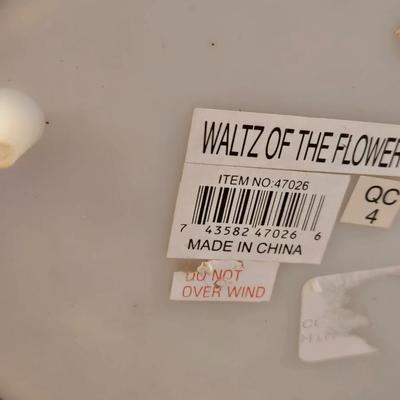 WALTZ OF THE FLOWER
ITEM NO:47026
7 43582 47026 6
MADE IN CHINA
QC
4
DO NOT
OVER WIND